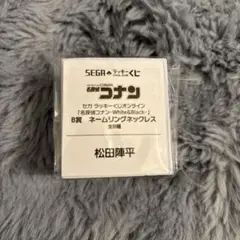 SEGA ラッキーくじ
名探偵コナン
セガ ラッキーくじオンライン
「名探偵コナン-White&Black-」
B賞 ネームリングネックレス
全8種
松田陣平